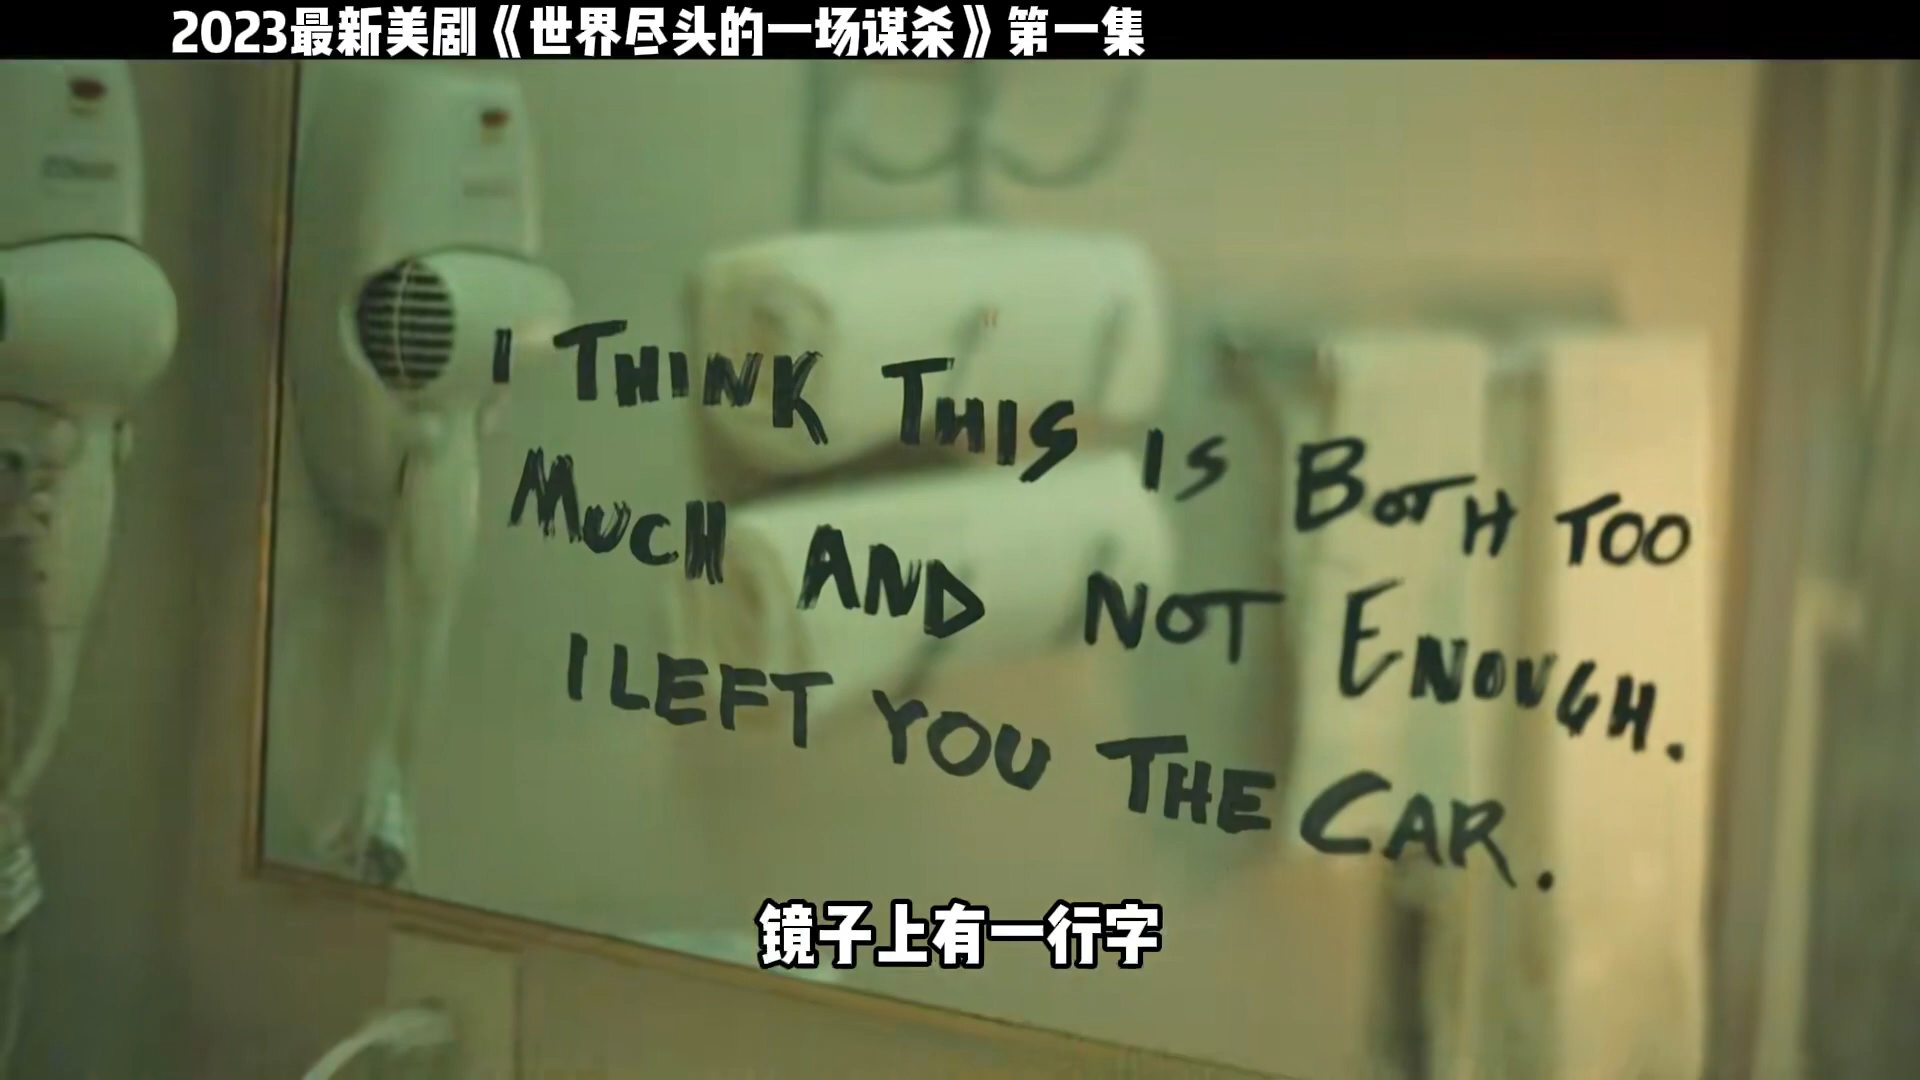 2023最新美剧《世界尽头的一场谋杀》第一集
I THINK THIS IS BOTH TOO
MUCH AND NOT ENOUGH.
I LEFT YOU THE CAR.
鏡子上有一行字